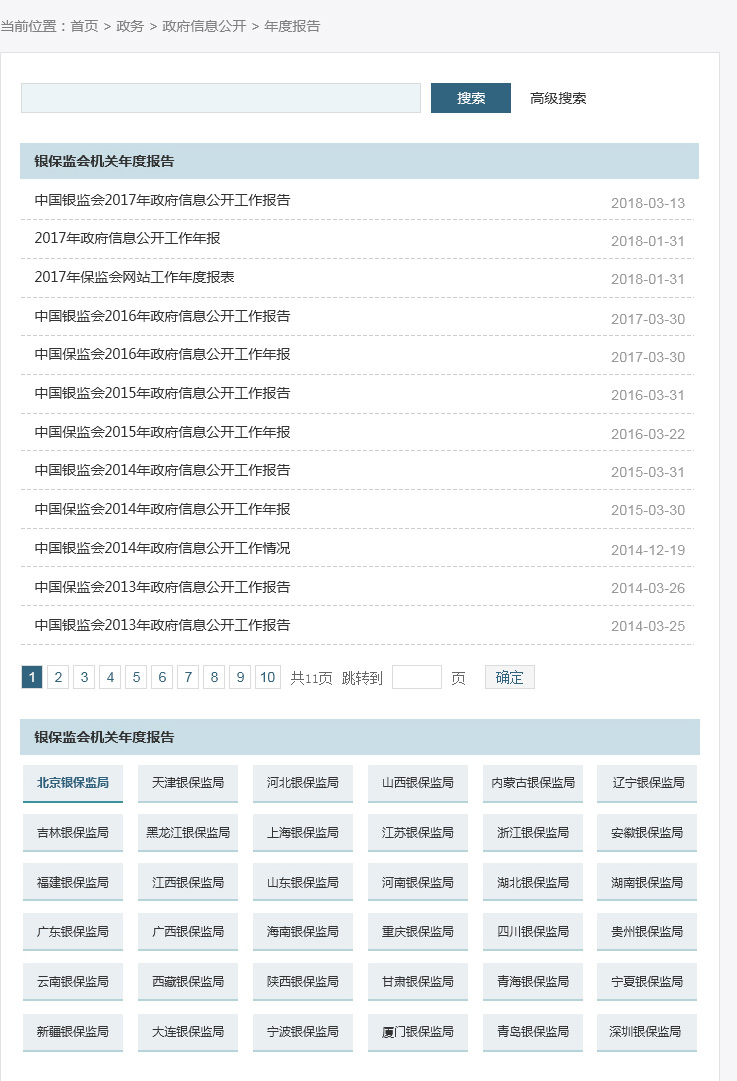 当前位置：首页 > 政务 > 政府信息公开 > 年度报告
搜索 高级搜索
银保监会机关年度报告
中国银监会2017年政府信息公开工作报告 2018-03-13
2017年政府信息公开工作年报 2018-01-31
2017年保监会网站工作年度报表 2018-01-31
中国银监会2016年政府信息公开工作报告 2017-03-30
中国保监会2016年政府信息公开工作年报 2017-03-30
中国银监会2015年政府信息公开工作报告 2016-03-31
中国保监会2015年政府信息公开工作年报 2016-03-22
中国银监会2014年政府信息公开工作报告 2015-03-31
中国保监会2014年政府信息公开工作年报 2015-03-30
中国银监会2014年政府信息公开工作情况 2014-12-19
中国保监会2013年政府信息公开工作报告 2014-03-26
中国银监会2013年政府信息公开工作报告 2014-03-25
1 2 3 4 5 6 7 8 9 10 共11页 跳转到 页 确定
银保监会机关年度报告
北京银保监局 天津银保监局 河北银保监局 山西银保监局 内蒙古银保监局 辽宁银保监局
吉林银保监局 黑龙江银保监局 上海银保监局 江苏银保监局 浙江银保监局 安徽银保监局
福建银保监局 江西银保监局 山东银保监局 河南银保监局 湖北银保监局 湖南银保监局
广东银保监局 广西银保监局 海南银保监局 重庆银保监局 四川银保监局 贵州银保监局
云南银保监局 西藏银保监局 陕西银保监局 甘肃银保监局 青海银保监局 宁夏银保监局
新疆银保监局 大连银保监局 宁波银保监局 厦门银保监局 青岛银保监局 深圳银保监局